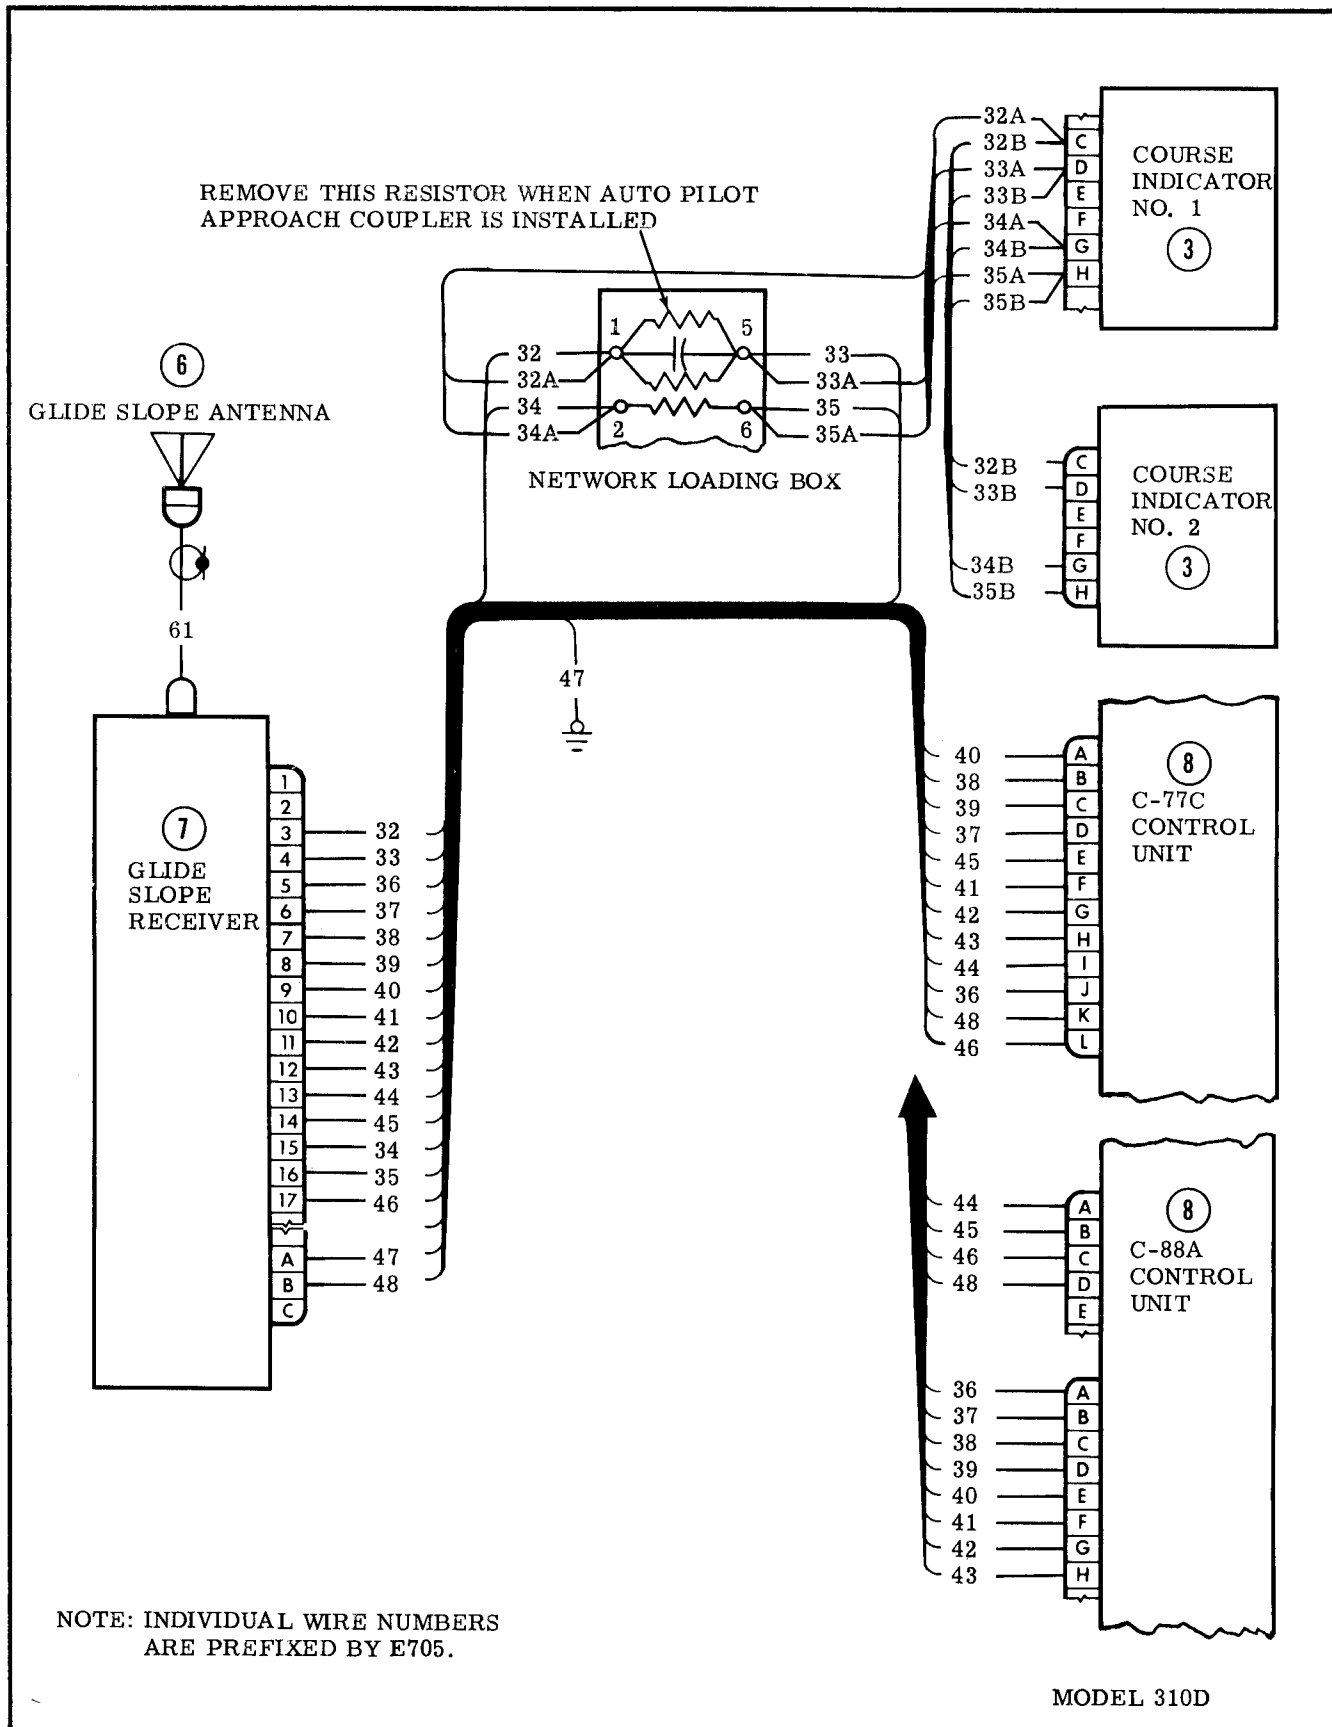 REMOVE THIS RESISTOR WHEN AUTO PILOT
APPROACH COUPLER IS INSTALLED
32A
32B
33A
33B
34A
34B
35A
35B
C
D
E
F
G
H
COURSE
INDICATOR
NO. 1
3
1
5
2
6
32
32A
34
34A
33
33A
35
35A
NETWORK LOADING BOX
6
GLIDE SLOPE ANTENNA
61
32B
33B
34B
35B
C
D
E
F
G
H
COURSE
INDICATOR
NO. 2
3
47
7
GLIDE
SLOPE
RECEIVER
1
2
3 32
4 33
5 36
6 37
7 38
8 39
9 40
10 41
11 42
12 43
13 44
14 45
15 34
16 35
17 46
A 47
B 48
C
40 A
38 B
39 C
37 D
45 E
41 F
42 G
43 H
44 I
36 J
48 K
46 L
8
C-77C
CONTROL
UNIT
44 A
45 B
46 C
48 D
E
36 A
37 B
38 C
39 D
40 E
41 F
42 G
43 H
8
C-88A
CONTROL
UNIT
NOTE: INDIVIDUAL WIRE NUMBERS
ARE PREFIXED BY E705.
MODEL 310D